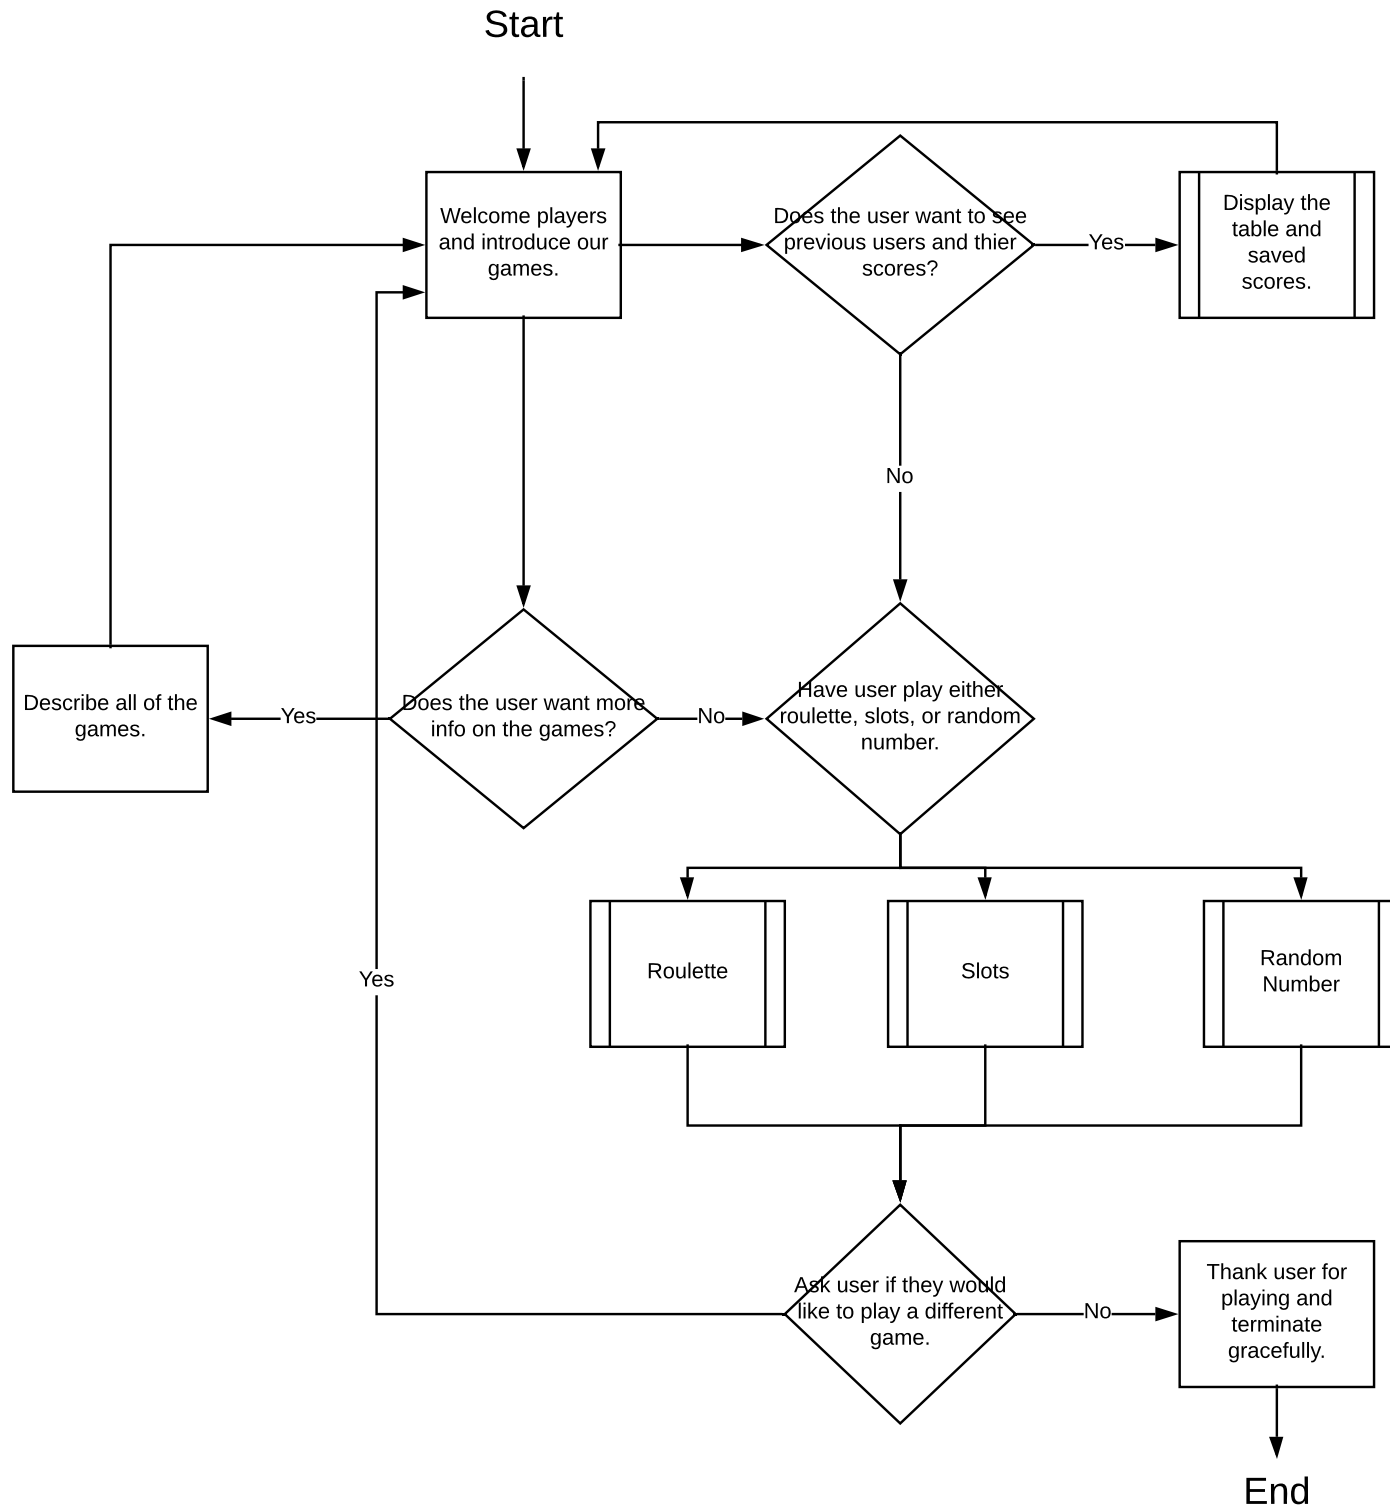 Start
Welcome players
and introduce our
games.
Does the user want to see
previous users and thier
scores?
Yes
Display the
table and
saved
scores.
No
Describe all of the
games.
Yes
Does the user want more
info on the games?
No
Have user play either
roulette, slots, or random
number.
Roulette
Slots
Random
Number
Yes
Ask user if they would
like to play a different
game.
No
Thank user for
playing and
terminate
gracefully.
End